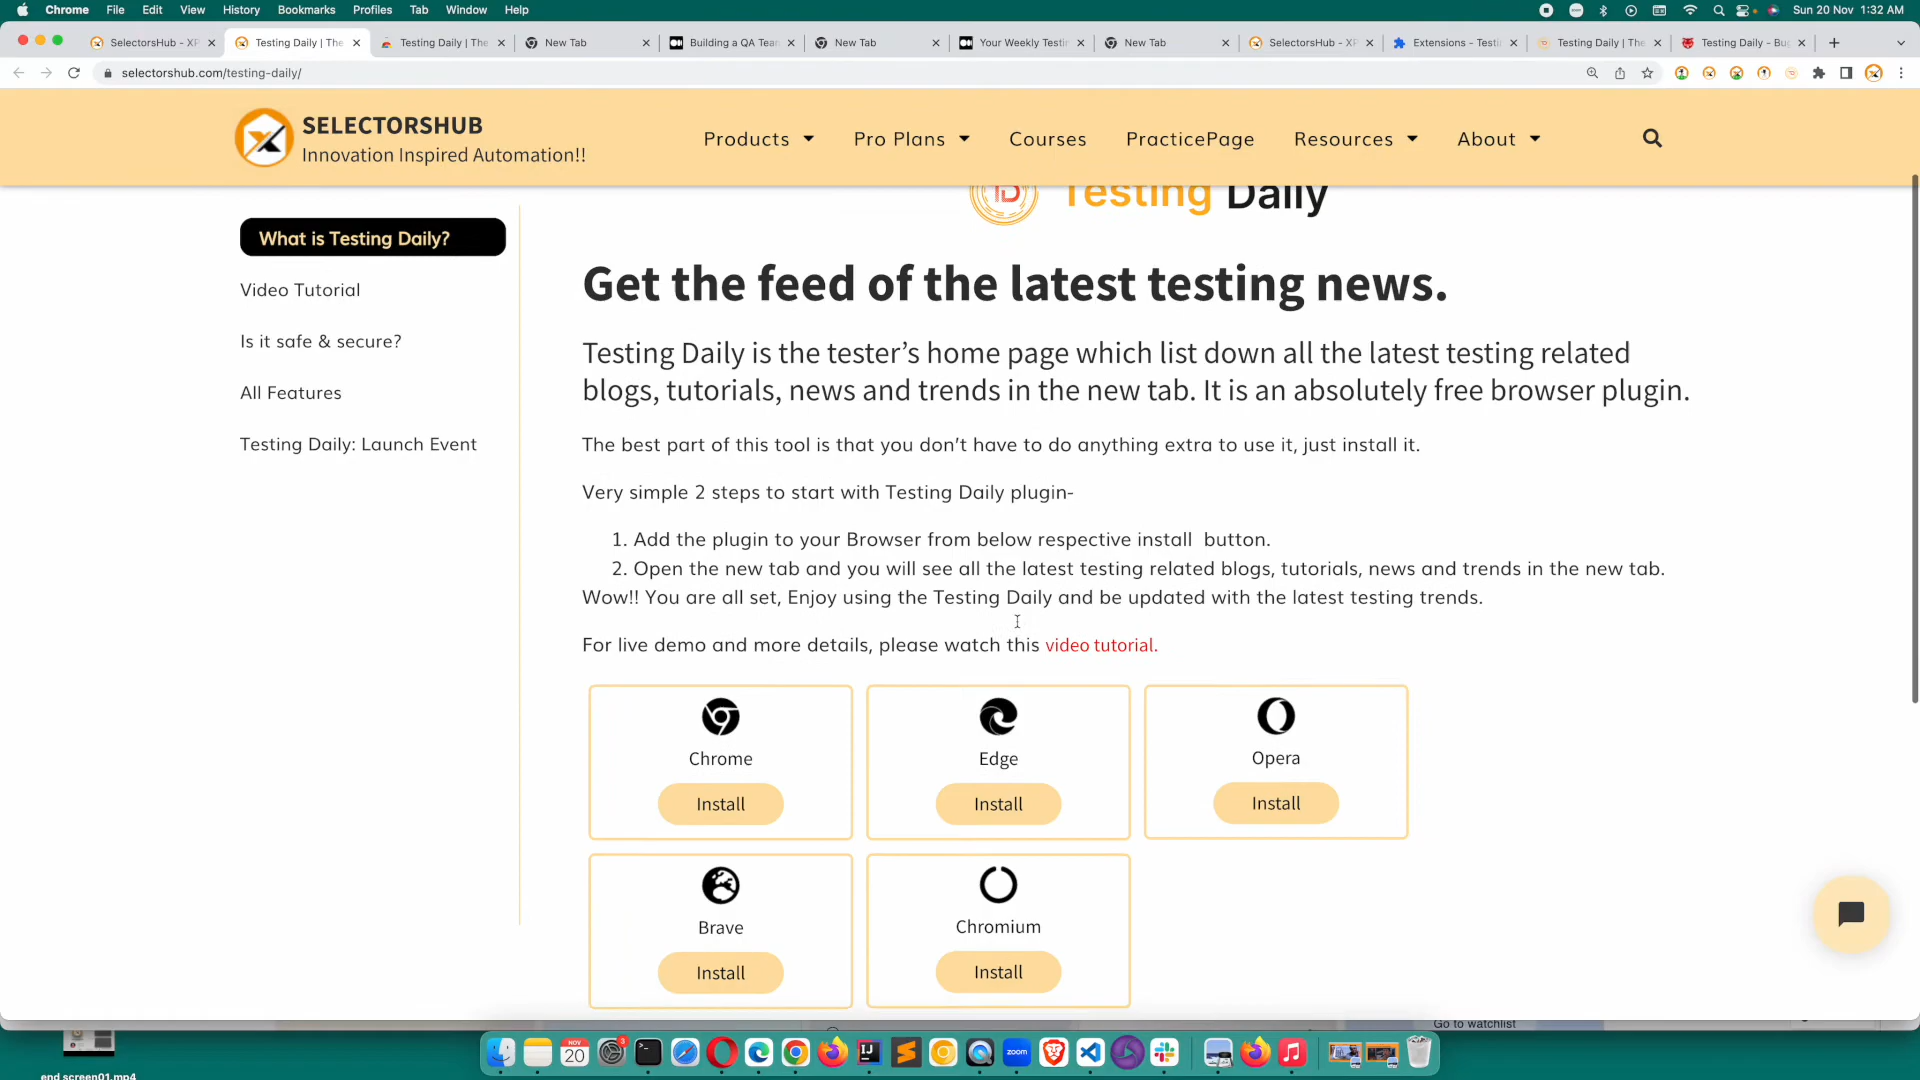 Chrome File Edit View History Bookmarks Profiles Tab Window Help Sun 20 Nov 1:32 AM
SelectorsHub - XP Testing Daily | The Testing Daily | The New Tab Building a QA Tean New Tab Your Weekly Testin New Tab SelectorsHub - XP Extensions - Testi Testing Daily | The Testing Daily - Bug
selectorshub.com/testing-daily/
SELECTORSHUB
Innovation Inspired Automation!!
Products Pro Plans Courses PracticePage Resources About
Testing Daily
What is Testing Daily?
Video Tutorial
Is it safe & secure?
All Features
Testing Daily: Launch Event
Get the feed of the latest testing news.
Testing Daily is the tester’s home page which list down all the latest testing related
blogs, tutorials, news and trends in the new tab. It is an absolutely free browser plugin.
The best part of this tool is that you don’t have to do anything extra to use it, just install it.
Very simple 2 steps to start with Testing Daily plugin-
1. Add the plugin to your Browser from below respective install button.
2. Open the new tab and you will see all the latest testing related blogs, tutorials, news and trends in the new tab.
Wow!! You are all set, Enjoy using the Testing Daily and be updated with the latest testing trends.
For live demo and more details, please watch this video tutorial.
Chrome
Install
Edge
Install
Opera
Install
Brave
Install
Chromium
Install
Go to watchlist
NOV
20
3
zoom
end screen01.mp4